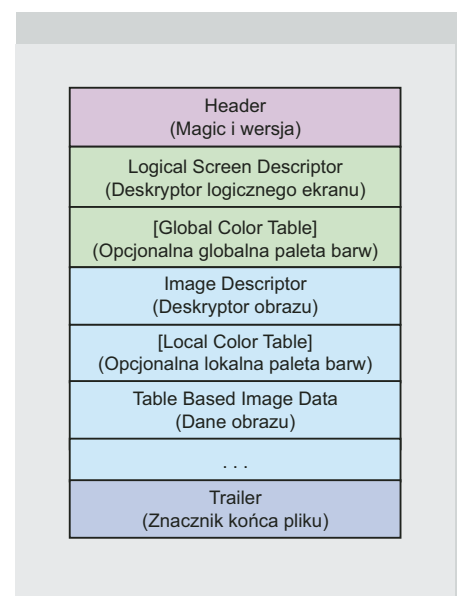 Header
(Magic i wersja)
Logical Screen Descriptor
(Deskryptor logicznego ekranu)
[Global Color Table]
(Opcjonalna globalna paleta barw)
Image Descriptor
(Deskryptor obrazu)
[Local Color Table]
(Opcjonalna lokalna paleta barw)
Table Based Image Data
(Dane obrazu)
. . .
Trailer
(Znacznik końca pliku)